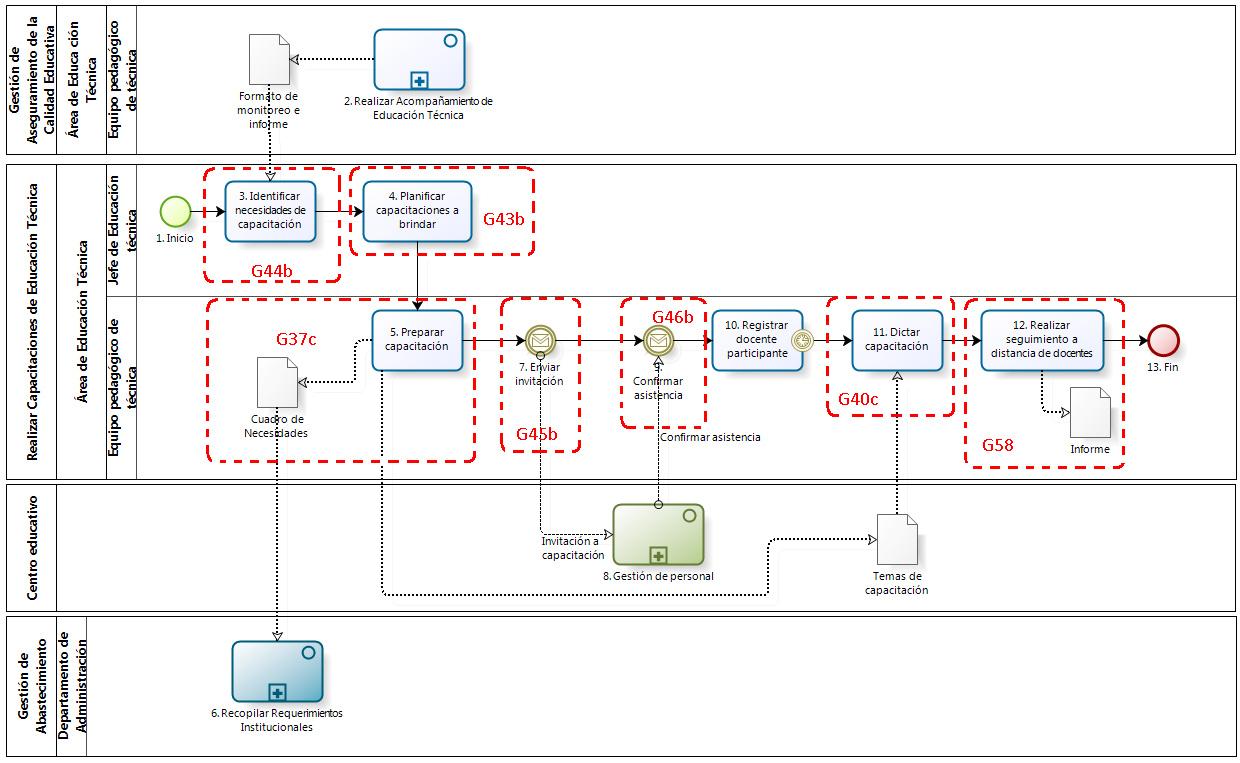 Gestión de
Aseguramiento de la
Calidad Educativa
Área de Educa ción
Técnica
Equipo pedagógico
de técnica
Formato de
monitoreo e
informe
2. Realizar Acompañamiento de
Educación Técnica
Realizar Capacitaciones de Educación Técnica
Área de Educación Técnica
Jefe de Educación
técnica
1. Inicio
3. Identificar
necesidades de
capacitación
G44b
4. Planificar
capacitaciones a
brindar
G43b
Equipo pedagógico de
técnica
G37c
5. Preparar
capacitación
Cuadro de
Necesidades
7. Enviar
invitación
G45b
G46b
9.
Confirmar
asistencia
Confirmar asistencia
10. Registrar
docente
participante
11. Dictar
capacitación
G40c
12. Realizar
seguimiento a
distancia de docentes
Informe
G58
13. Fin
Centro educativo
Invitación a
capacitación
8. Gestión de personal
Temas de
capacitación
Gestión de
Abastecimiento
Departamento de
Administración
6. Recopilar Requerimientos
Institucionales